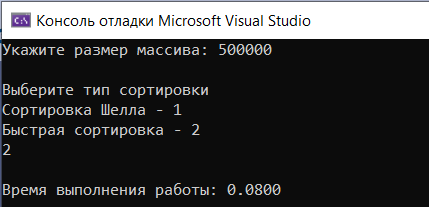 C:\ Консоль отладки Microsoft Visual Studio
Укажите размер массива: 500000
Выберите тип сортировки
Сортировка Шелла - 1
Быстрая сортировка - 2
2
Время выполнения работы: 0.0800